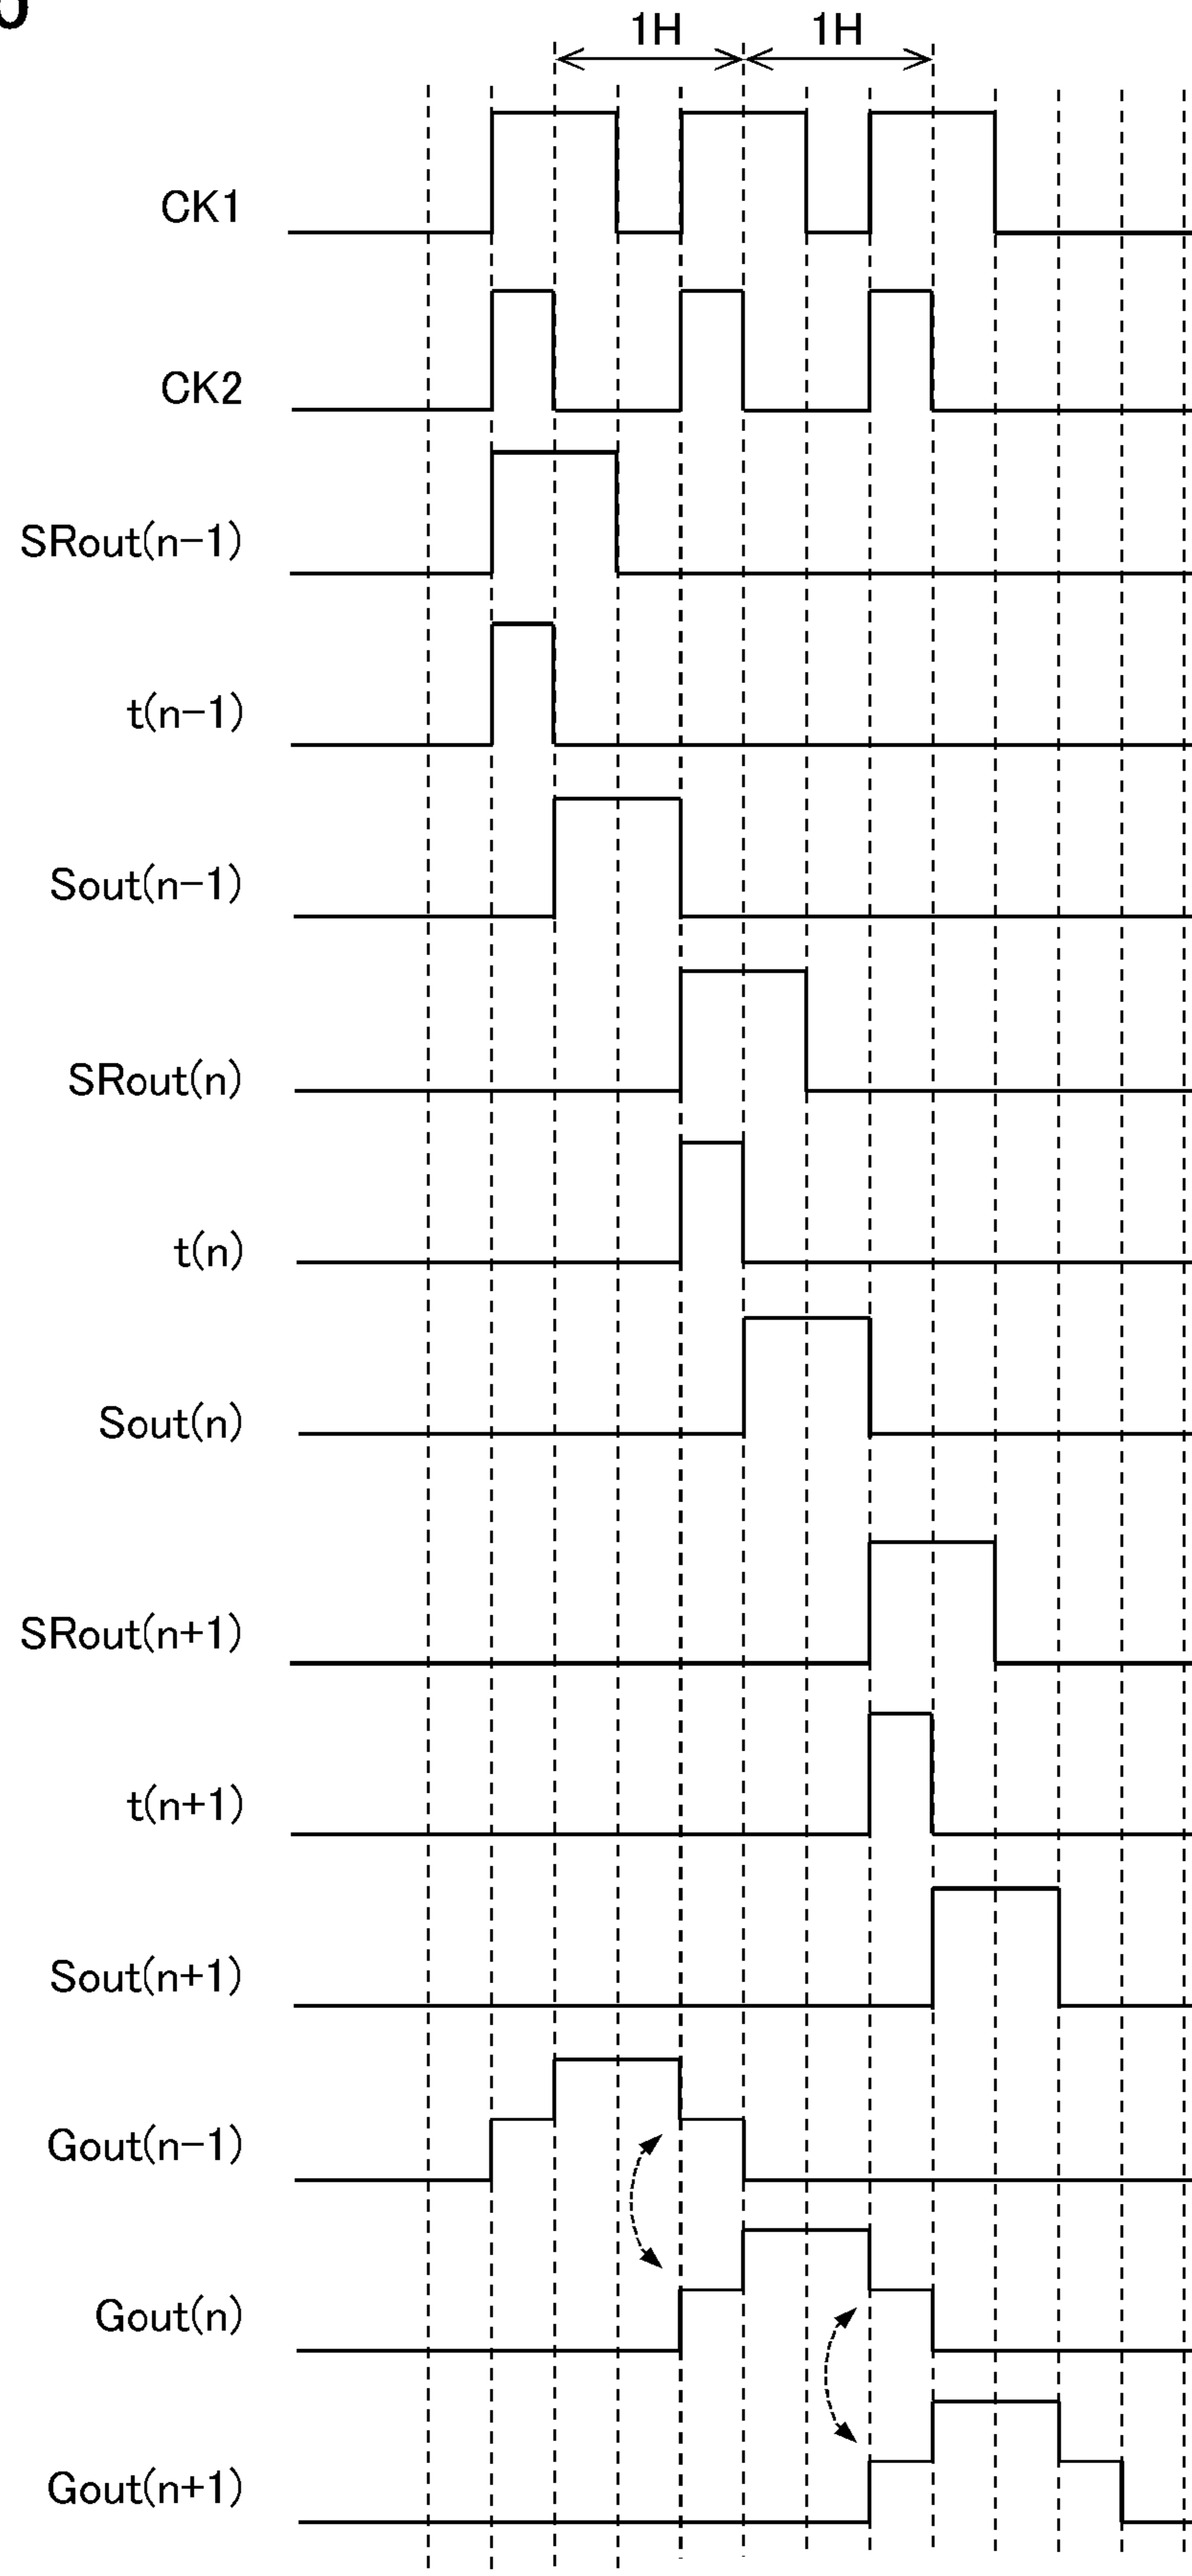 1H 1H
CK1
CK2
SRout(n-1)
t(n-1)
Sout(n-1)
SRout(n)
t(n)
Sout(n)
SRout(n+1)
t(n+1)
Sout(n+1)
Gout(n-1)
Gout(n)
Gout(n+1)